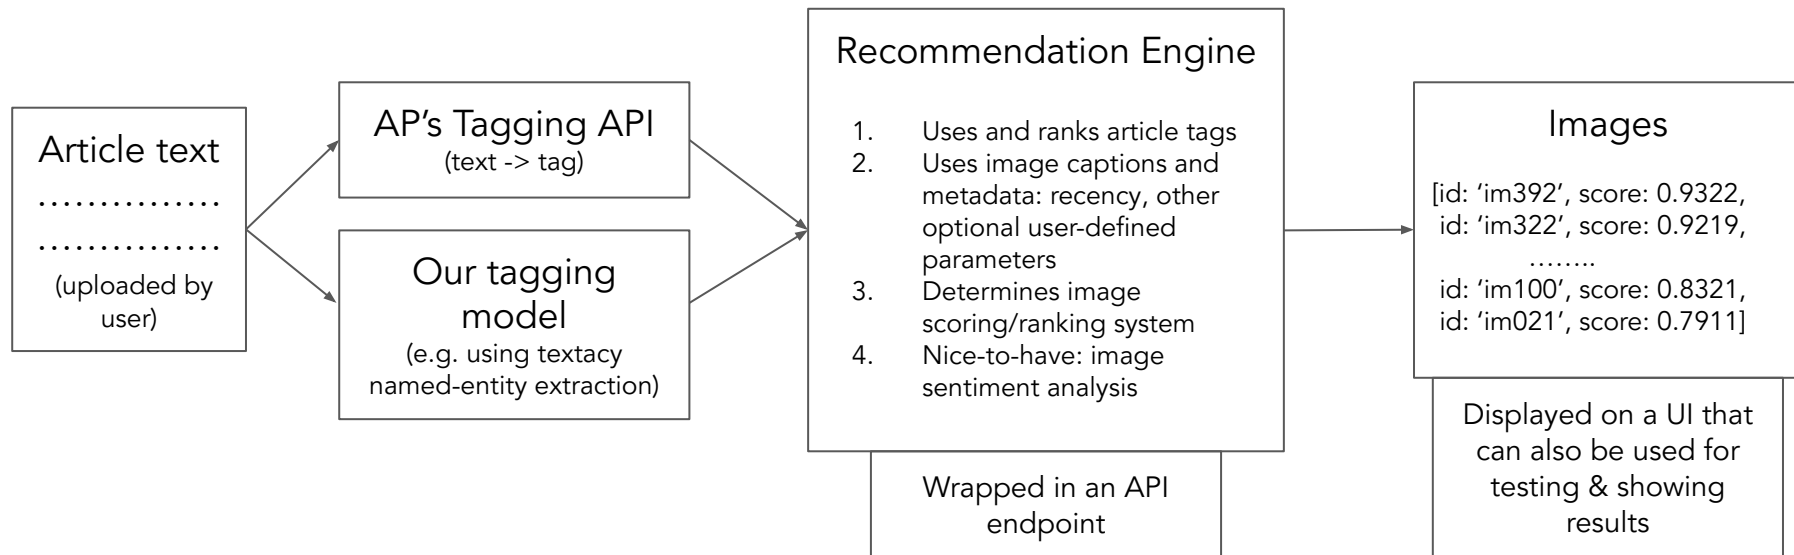 Article text
...............
...............
(uploaded by
user)
AP's Tagging API
(text -> tag)
Our tagging
model
(e.g. using textacy
named-entity extraction)
Recommendation Engine
1. Uses and ranks article tags
2. Uses image captions and
metadata: recency, other
optional user-defined
parameters
3. Determines image
scoring/ranking system
4. Nice-to-have: image
sentiment analysis
Wrapped in an API
endpoint
Images
[id: ‘im392’, score: 0.9322,
id: ‘im322’, score: 0.9219,
........
id: ‘im100’, score: 0.8321,
id: ‘im021’, score: 0.7911]
Displayed on a UI that
can also be used for
testing & showing
results